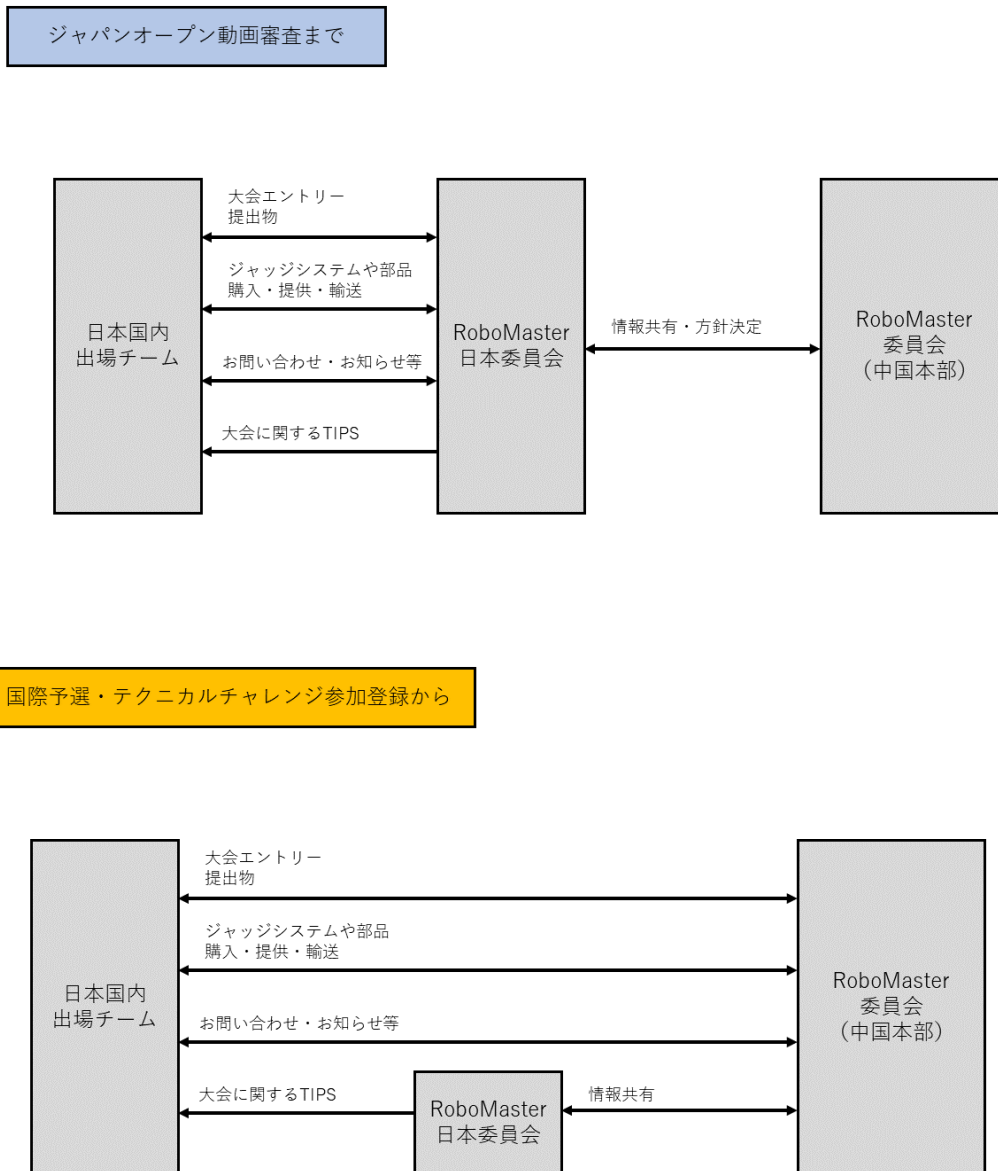 ジャパンオープン動画審査まで
大会エントリー
提出物
ジャッジシステムや部品
購入・提供・輸送
日本国内
出場チーム
お問い合わせ・お知らせ等
大会に関するTIPS
RoboMaster
日本委員会
情報共有・方針決定
RoboMaster
委員会
（中国本部）
国際予選・テクニカルチャレンジ参加登録から
大会エントリー
提出物
ジャッジシステムや部品
購入・提供・輸送
日本国内
出場チーム
お問い合わせ・お知らせ等
大会に関するTIPS
RoboMaster
日本委員会
情報共有
RoboMaster
委員会
（中国本部）